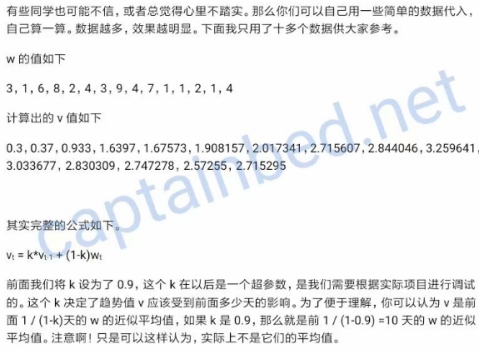 有些同学也可能不信，或者总觉得心里不踏实。那么你们可以自己用一些简单的数据代入，
自己算一算。数据越多，效果越明显。下面我只用了十多个数据供大家参考。
w 的值如下
3, 1, 6, 8, 2, 4, 3, 9, 4, 7, 1, 1, 2, 1, 4
计算出的 v 值如下
0.3, 0.37, 0.933, 1.6397, 1.67573, 1.908157, 2.017341, 2.715607, 2.844046, 3.259641,
3.033677, 2.830309, 2.747278, 2.57255, 2.715295
其实完整的公式如下。
vₜ = k*vₜ₋₁ + (1-k)wₜ
前面我们将 k 设为了 0.9，这个 k 在以后是一个超参数，是我们需要根据实际项目进行调试
的。这个 k 决定了趋势值 v 应该受到前面多少天的影响。为了便于理解，你可以认为 v 是前
面 1 / (1-k)天的 w 的近似平均值，如果 k 是 0.9，那么就是前 1 / (1-0.9) =10 天的 w 的近似
平均值。注意啊！只是可以这样认为，实际上不是它们的平均值。
captainbed.net